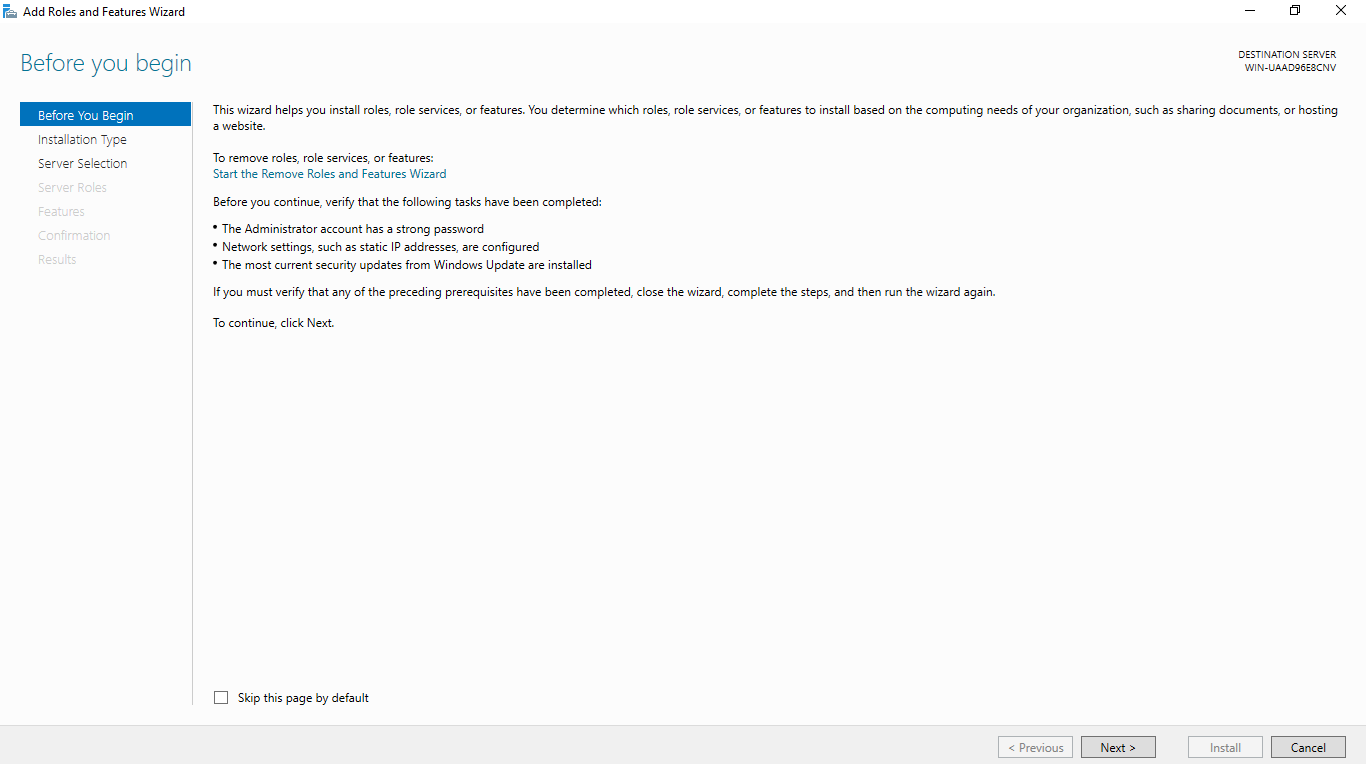 Add Roles and Features Wizard
Before you begin
DESTINATION SERVER
WIN-UAAD96E8CNV
Before You Begin
Installation Type
Server Selection
Server Roles
Features
Confirmation
Results
This wizard helps you install roles, role services, or features. You determine which roles, role services, or features to install based on the computing needs of your organization, such as sharing documents, or hosting
a website.
To remove roles, role services, or features:
Start the Remove Roles and Features Wizard
Before you continue, verify that the following tasks have been completed:
• The Administrator account has a strong password
• Network settings, such as static IP addresses, are configured
• The most current security updates from Windows Update are installed
If you must verify that any of the preceding prerequisites have been completed, close the wizard, complete the steps, and then run the wizard again.
To continue, click Next.
Skip this page by default
< Previous
Next >
Install
Cancel